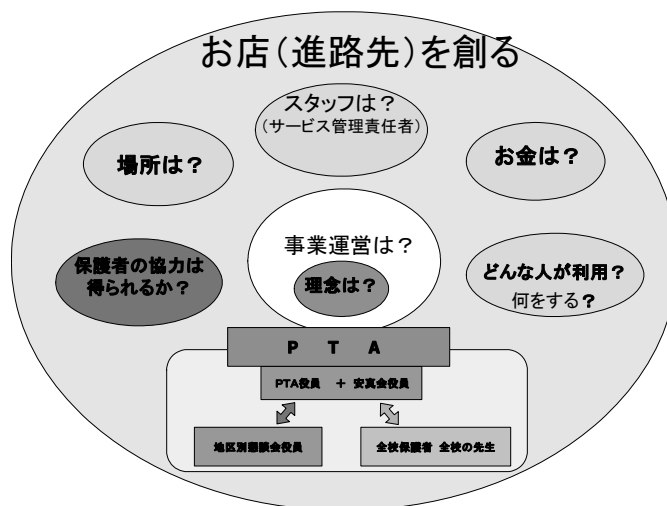 お店（進路先）を創る
スタッフは？
（サービス管理責任者）
場所は？
お金は？
事業運営は？
理念は？
保護者の協力は
得られるか？
どんな人が利用？
何をする？
ＰＴＡ
PTA役員　＋　安真会役員
地区別懇談会役員
全校保護者 全校の先生